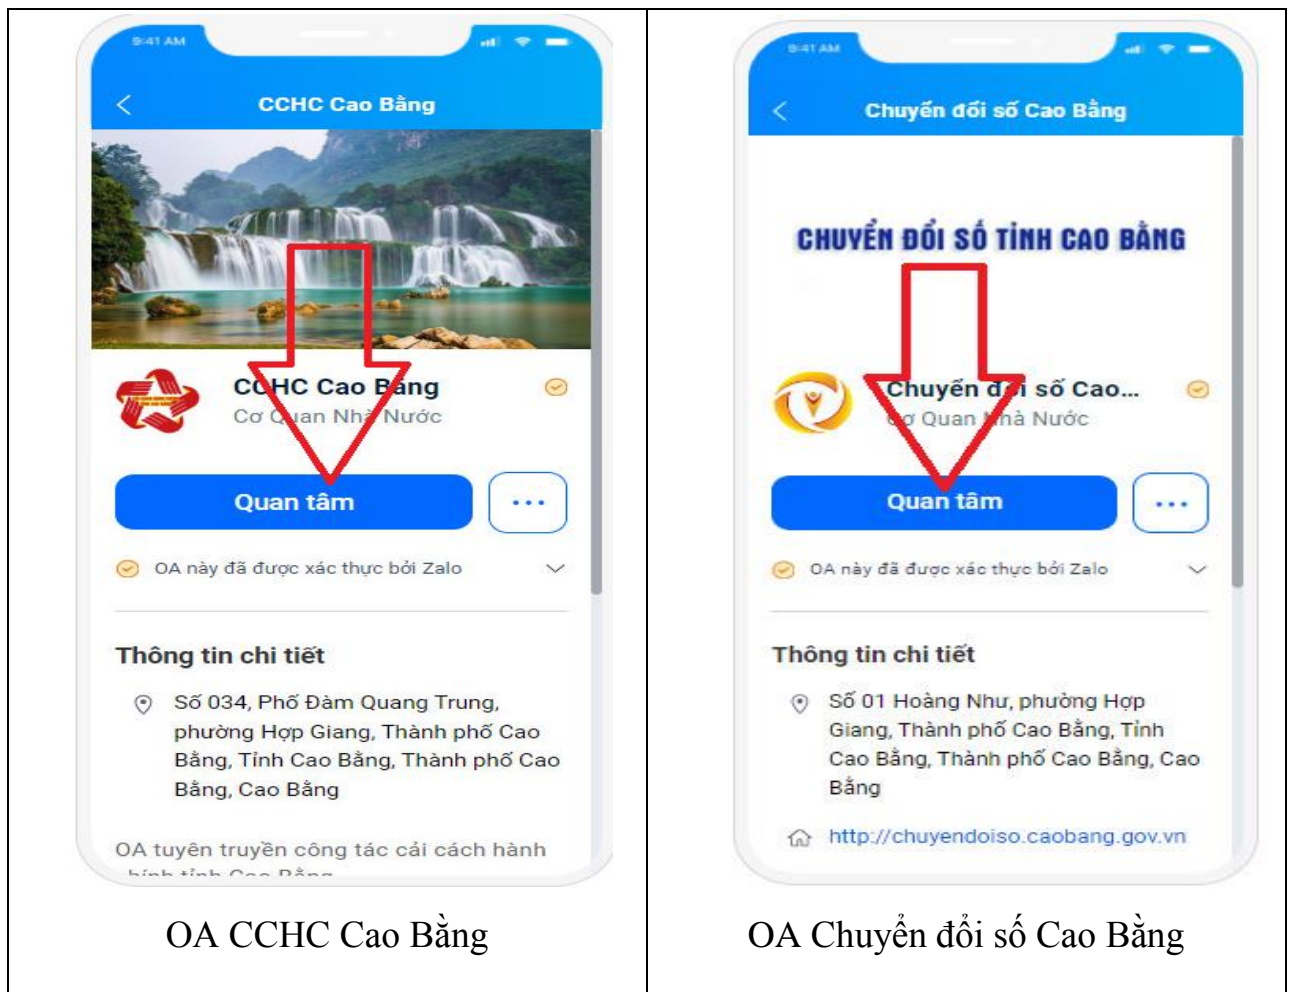 9:41 AM
CCHC Cao Bằng
CCHC Cao Bằng
Cơ Quan Nhà Nước
Quan tâm
OA này đã được xác thực bởi Zalo
Thông tin chi tiết
Số 034, Phố Đàm Quang Trung,
phường Hợp Giang, Thành phố Cao
Bằng, Tỉnh Cao Bằng, Thành phố Cao
Bằng, Cao Bằng
OA tuyên truyền công tác cải cách hành
chính tỉnh Cao Bằng
OA CCHC Cao Bằng
9:41 AM
Chuyển đổi số Cao Bằng
CHUYỂN ĐỔI SỐ TỈNH CAO BẰNG
Chuyển đổi số Cao...
Cơ Quan Nhà Nước
Quan tâm
OA này đã được xác thực bởi Zalo
Thông tin chi tiết
Số 01 Hoàng Như, phường Hợp
Giang, Thành phố Cao Bằng, Tỉnh
Cao Bằng, Thành phố Cao Bằng, Cao
Bằng
http://chuyendoiso.caobang.gov.vn
OA Chuyển đổi số Cao Bằng